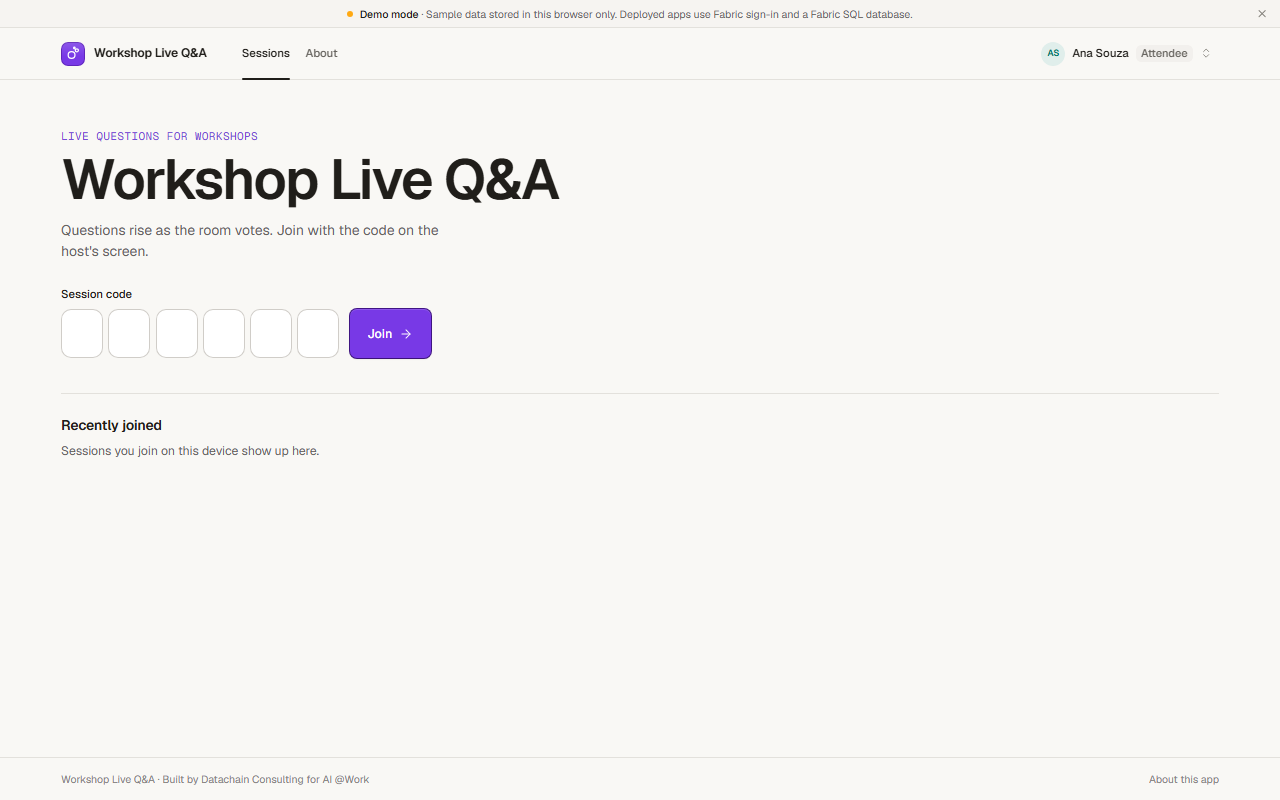 Demo mode · Sample data stored in this browser only. Deployed apps use Fabric sign-in and a Fabric SQL database.
Workshop Live Q&A
Sessions
About
AS
Ana Souza
Attendee
LIVE QUESTIONS FOR WORKSHOPS
Workshop Live Q&A
Questions rise as the room votes. Join with the code on the
host's screen.
Session code
Join
Recently joined
Sessions you join on this device show up here.
Workshop Live Q&A · Built by Datachain Consulting for AI @Work
About this app